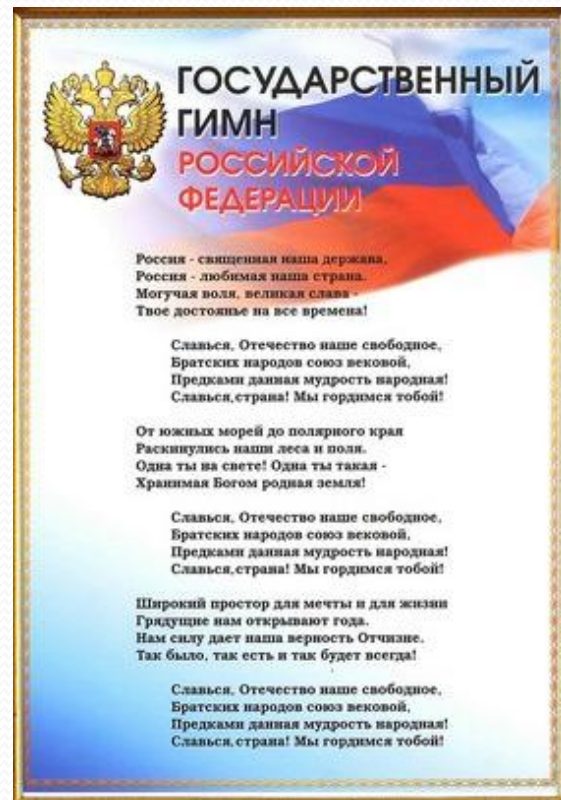 ГОСУДАРСТВЕННЫЙ
ГИМН
РОССИЙСКОЙ
ФЕДЕРАЦИИ
Россия - священная наша держава,
Россия - любимая наша страна.
Могучая воля, великая слава -
Твое достоянье на все времена!
Славься, Отечество наше свободное,
Братских народов союз вековой,
Предками данная мудрость народная!
Славься,страна! Мы гордимся тобой!
От южных морей до полярного края
Раскинулись наши леса и поля.
Одна ты на свете! Одна ты такая -
Хранимая Богом родная земля!
Славься, Отечество наше свободное,
Братских народов союз вековой,
Предками данная мудрость народная!
Славься,страна! Мы гордимся тобой!
Широкий простор для мечты и для жизни
Грядущие нам открывают года.
Нам силу дает наша верность Отчизне.
Так было, так есть и так будет всегда!
Славься, Отечество наше свободное,
Братских народов союз вековой,
Предками данная мудрость народная!
Славься,страна! Мы гордимся тобой!